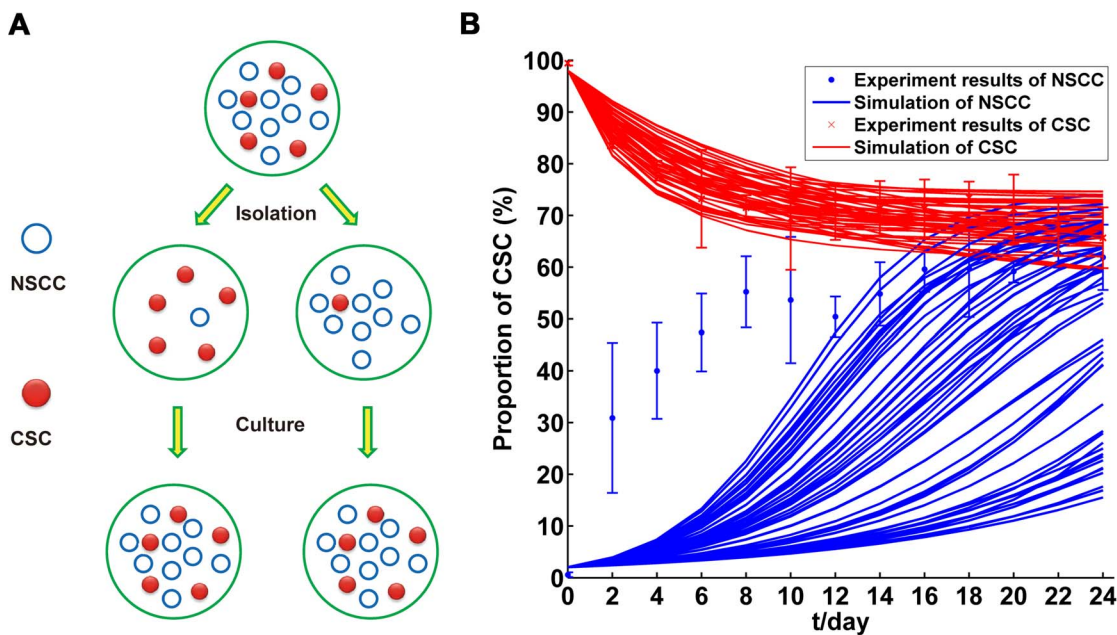 A
Isolation
NSCC
CSC
Culture
B
Proportion of CSC (%)
100
90
80
70
60
50
40
30
20
10
0
Experiment results of NSCC
Simulation of NSCC
Experiment results of CSC
Simulation of CSC
0 2 4 6 8 10 12 14 16 18 20 22 24
t/day